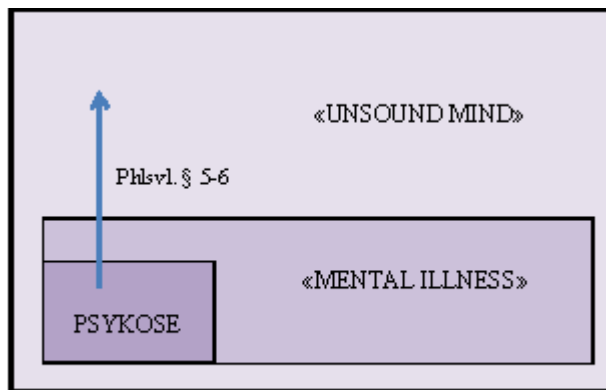 «UNSOUND MIND»
Phlsvl. § 5-6
«MENTAL ILLNESS»
PSYKOSE